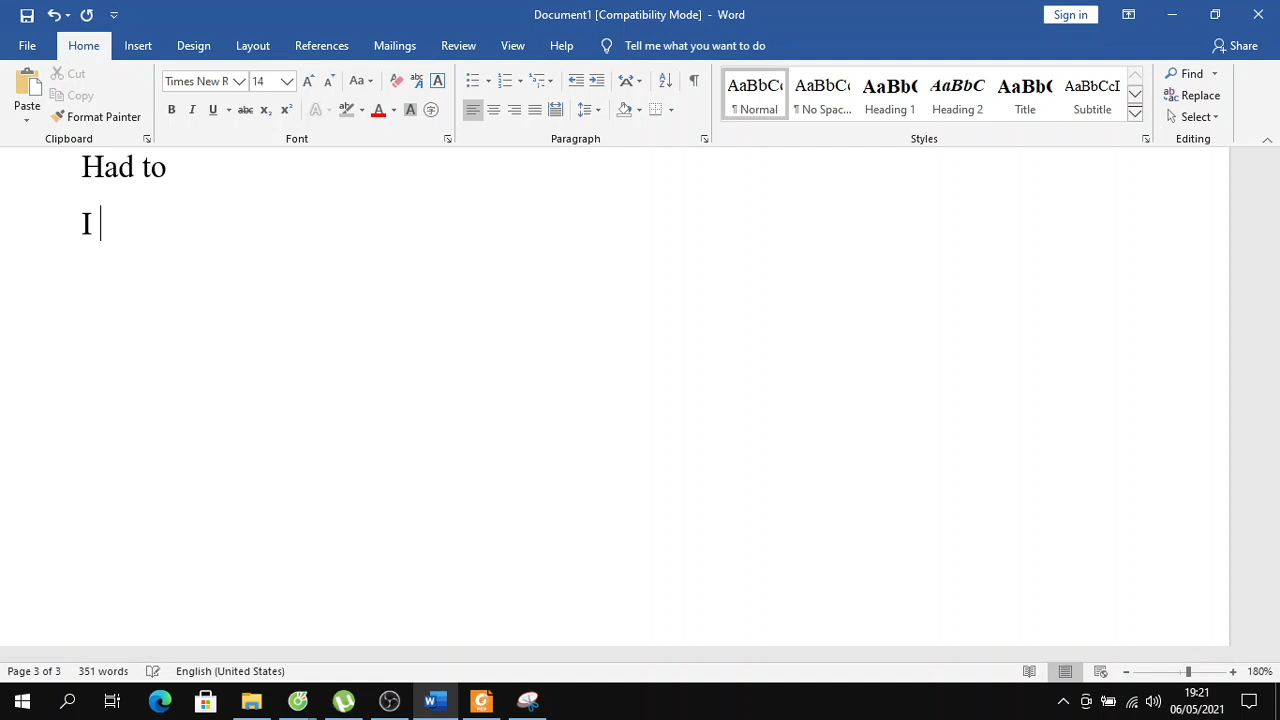 Document1 [Compatibility Mode] - Word
Sign in
File Home Insert Design Layout References Mailings Review View Help Tell me what you want to do Share
Paste
Cut
Copy
Format Painter
Clipboard
Times New R 14
Font
Paragraph
AaBbCc AaBbCc AaBb( AaBbC AaBb( AaBbCcI
¶ Normal ¶ No Spac... Heading 1 Heading 2 Title Subtitle
Styles
Find
Replace
Select
Editing
Had to
I
Page 3 of 3 351 words English (United States) 180%
19:21
06/05/2021